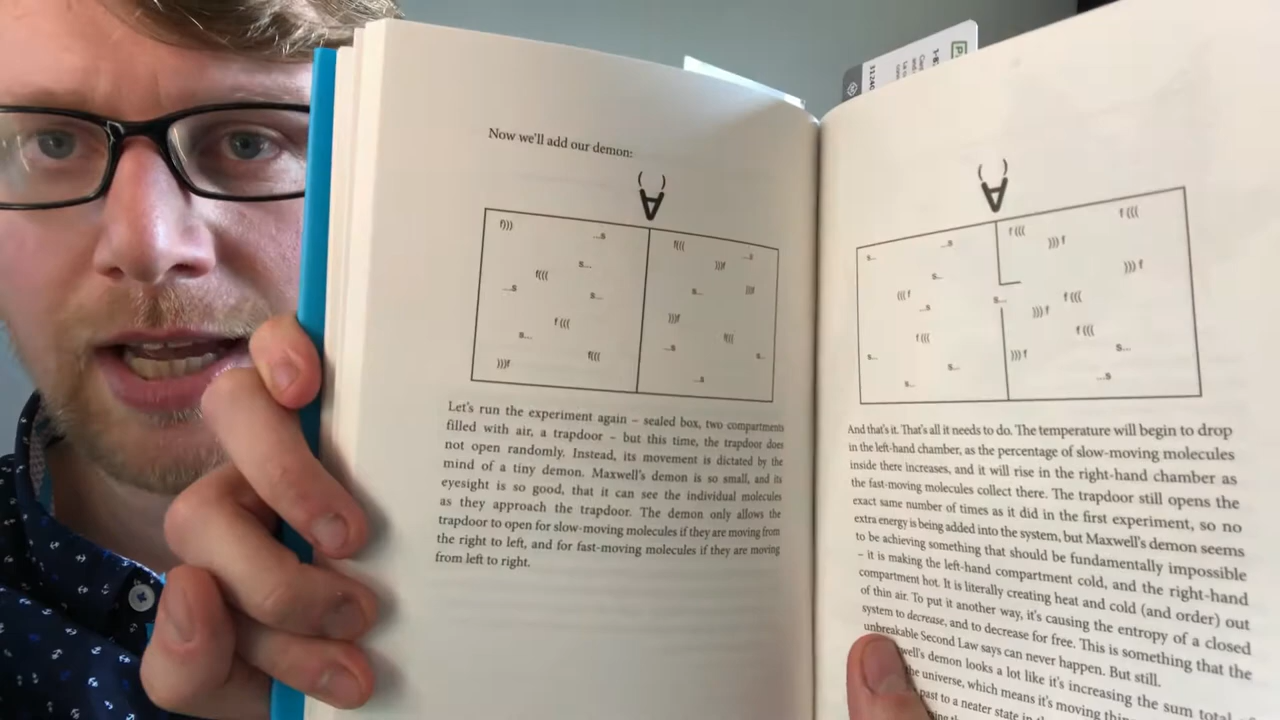 Now we'll add our demon:
Let's run the experiment again – sealed box, two compartments
filled with air, a trapdoor – but this time, the trapdoor does
not open randomly. Instead, its movement is dictated by the
mind of a tiny demon. Maxwell's demon is so small, and its
eyesight is so good, that it can see the individual molecules
as they approach the trapdoor. The demon only allows the
trapdoor to open for slow-moving molecules if they are moving from
the right to left, and for fast-moving molecules if they are moving
from left to right.
And that's it. That's all it needs to do. The temperature will begin to drop
in the left-hand chamber, as the percentage of slow-moving molecules
inside there increases, and it will rise in the right-hand chamber as
the fast-moving molecules collect there. The trapdoor still opens the
exact same number of times as it did in the first experiment, so no
extra energy is being added into the system, but Maxwell's demon seems
to be achieving something that should be fundamentally impossible
– it is making the left-hand compartment cold, and the right-hand
compartment hot. It is literally creating heat and cold (and order) out
of thin air. To put it another way, it's causing the entropy of a closed
system to decrease, and to decrease for free. This is something that the
unbreakable Second Law says can never happen. But still.
well's demon looks a lot like it's increasing the sum total
the universe, which means it's moving
past to a neater state in